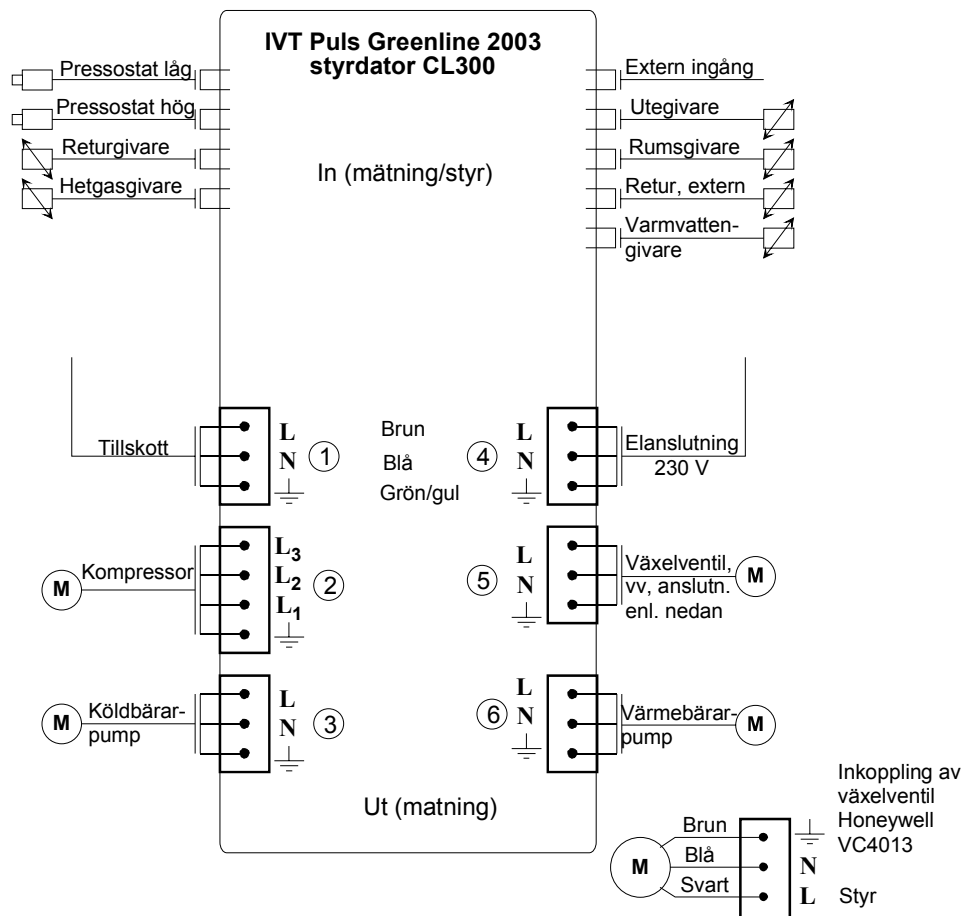 IVT Puls Greenline 2003
styrdator CL300
Pressostat låg
Pressostat hög
Returgivare
Hetgasgivare
In (mätning/styr)
Extern ingång
Utegivare
Rumsgivare
Retur, extern
Varmvatten-
givare
Tillskott
L
N
1
Brun
Blå
Grön/gul
4
L
N
Elanslutning
230 V
M
Kompressor
L3
L2
L1
2
5
L
N
Växelventil,
vv, anslutn.
enl. nedan
M
M
Köldbärar-
pump
L
N
3
6
L
N
Värmebärar-
pump
M
Ut (matning)
Inkoppling av
växelventil
Honeywell
VC4013
M
Brun
Blå
Svart
N
L Styr